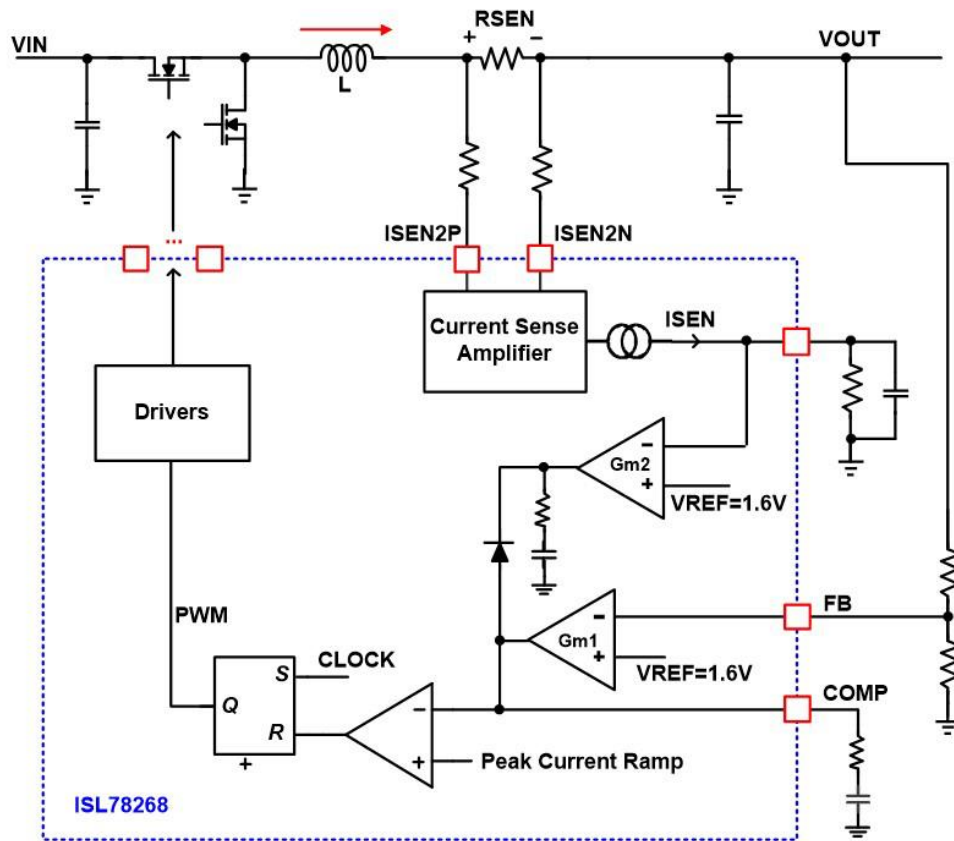 RSEN
VIN
+ -
VOUT
L
...
ISEN2P
ISEN2N
Current Sense
Amplifier
ISEN
Drivers
-
Gm2
+
VREF=1.6V
PWM
-
FB
Gm1
+
VREF=1.6V
CLOCK
S
COMP
Q
-
R
+
Peak Current Ramp
+
ISL78268